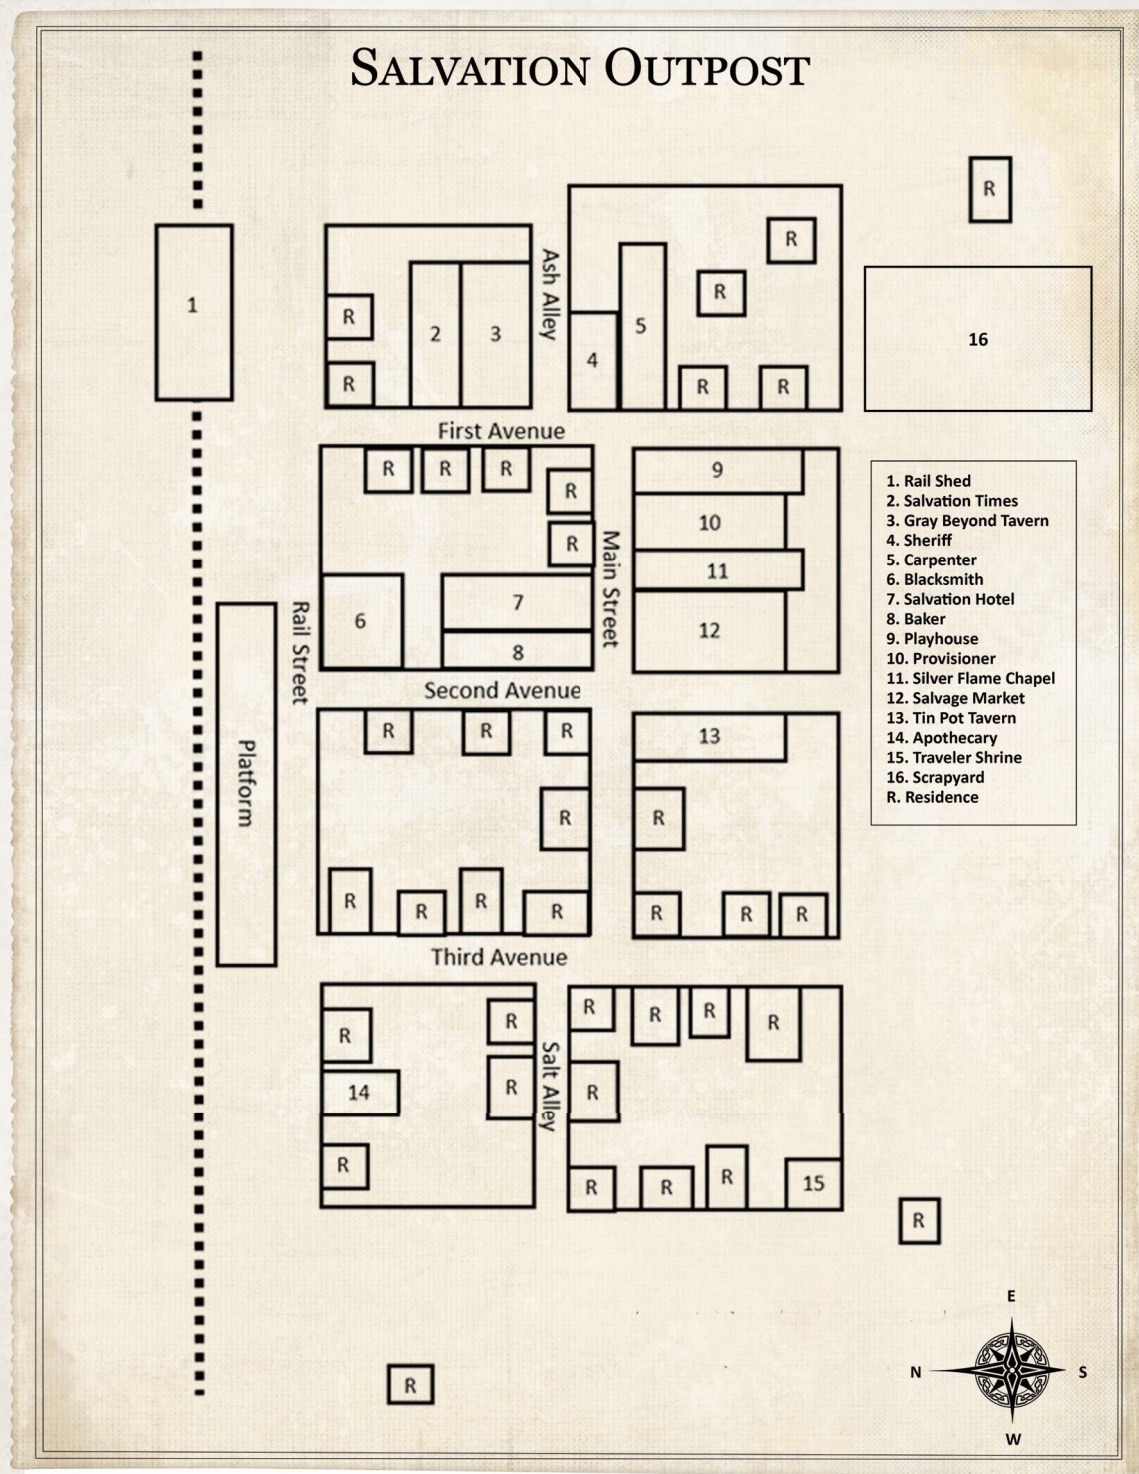 SALVATION OUTPOST
R
R
1
Ash Alley
R
R
R
2
3
4
5
16
R
R
R
First Avenue
R
R
R
R
9
10
R
Main Street
11
Rail Street
6
7
12
8
1. Rail Shed
2. Salvation Times
3. Gray Beyond Tavern
4. Sheriff
5. Carpenter
6. Blacksmith
7. Salvation Hotel
8. Baker
9. Playhouse
10. Provisioner
11. Silver Flame Chapel
12. Salvage Market
13. Tin Pot Tavern
14. Apothecary
15. Traveler Shrine
16. Scrapyard
R. Residence
Second Avenue
Platform
R
R
R
13
R
R
R
R
R
R
R
R
R
Third Avenue
R
R
R
R
R
R
14
R
Salt Alley
R
R
R
R
R
15
R
R
E
N
S
W